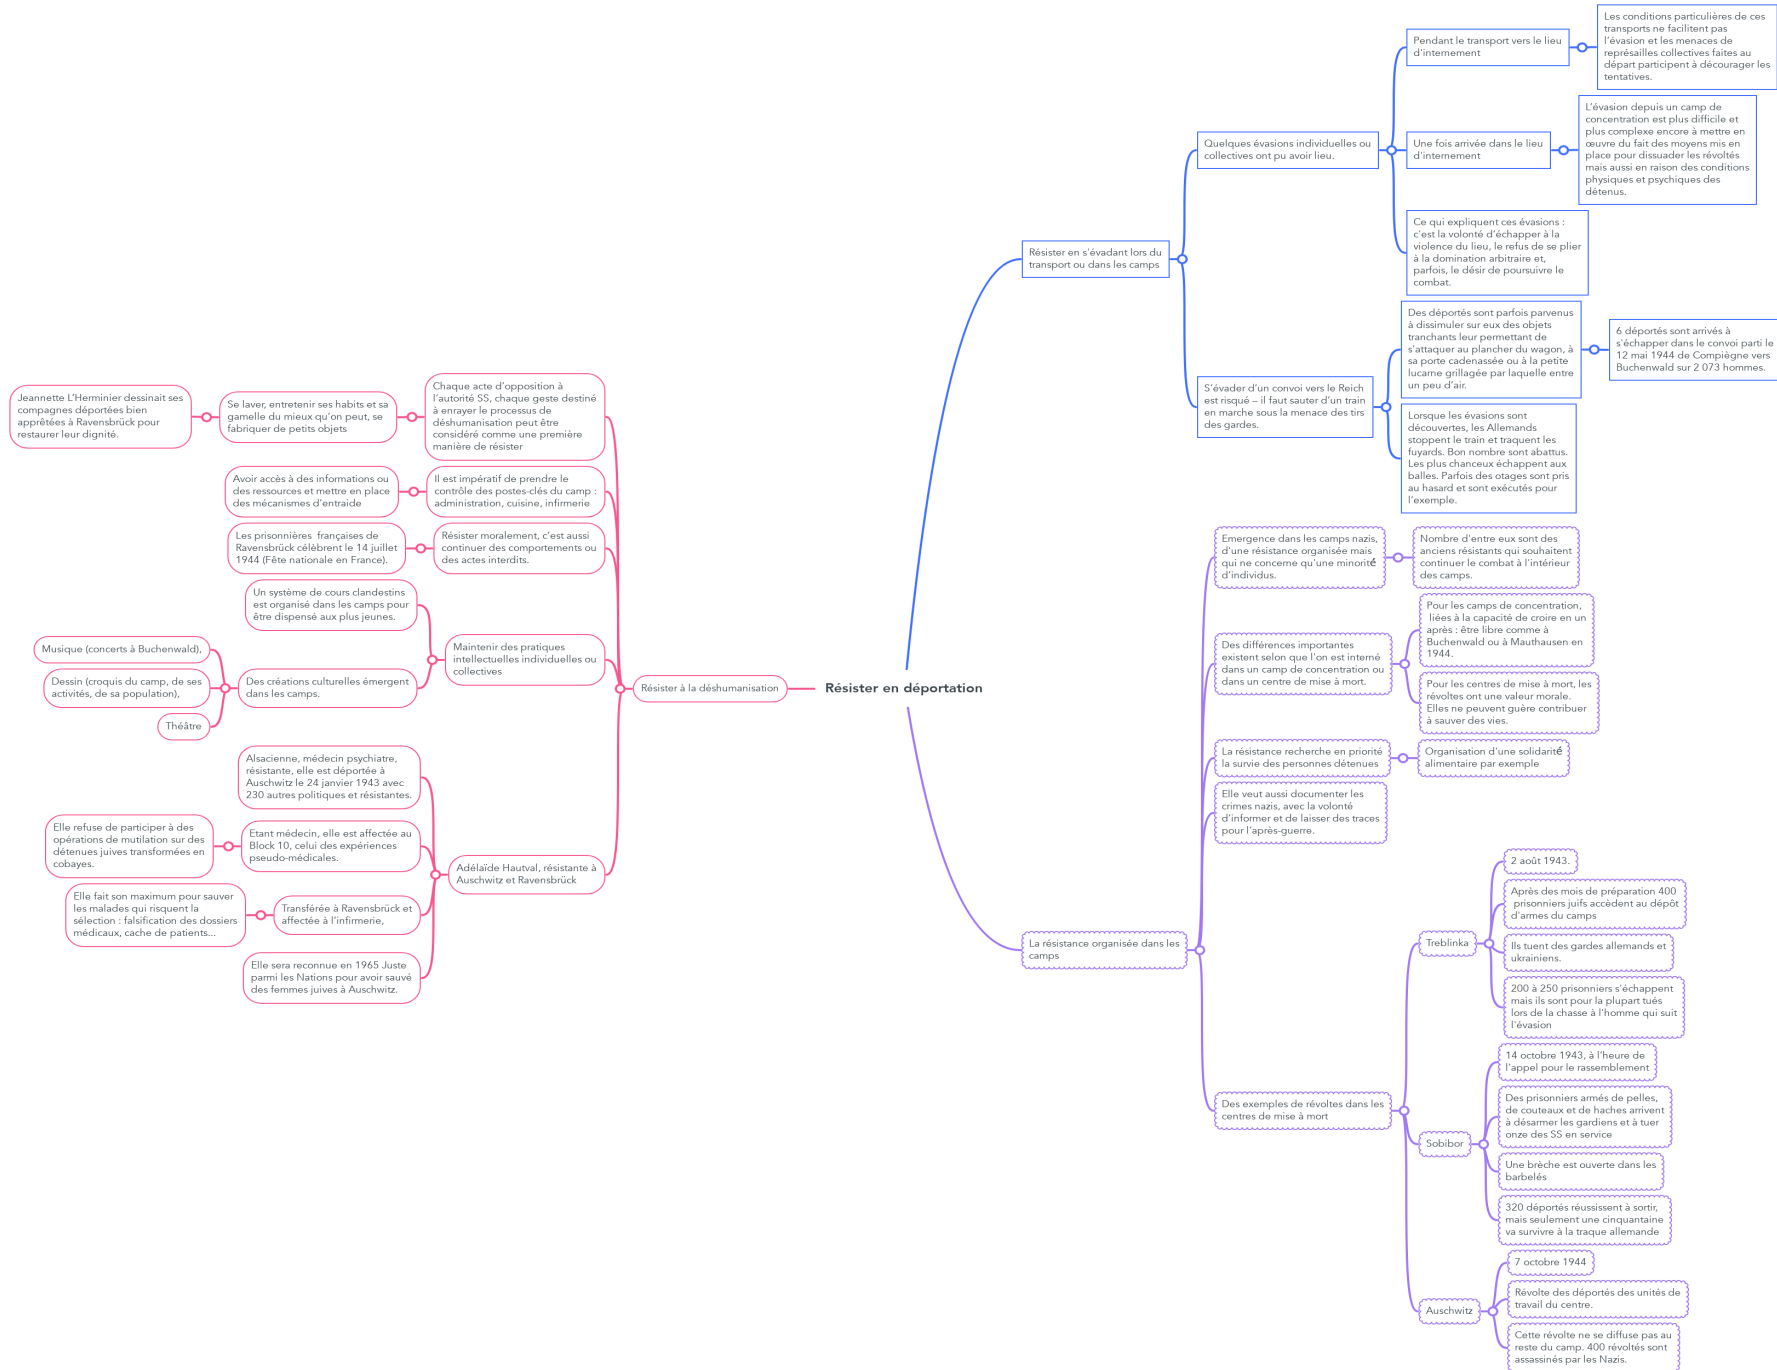 Résister en déportation
Résister en s'évadant lors du
transport ou dans les camps
Quelques évasions individuelles ou
collectives ont pu avoir lieu.
Pendant le transport vers le lieu
d'internement
Les conditions particulières de ces
transports ne facilitent pas
l'évasion et les menaces de
représailles collectives faites au
départ participent à décourager les
tentatives.
Une fois arrivée dans le lieu
d'internement
L'évasion depuis un camp de
concentration est plus difficile et
plus complexe encore à mettre en
œuvre du fait des moyens mis en
place pour dissuader les révoltés
mais aussi en raison des conditions
physiques et psychiques des
détenus.
Ce qui expliquent ces évasions :
c'est la volonté d'échapper à la
violence du lieu, le refus de se plier
à la domination arbitraire et,
parfois, le désir de poursuivre le
combat.
S'évader d'un convoi vers le Reich
est risqué – il faut sauter d'un train
en marche sous la menace des tirs
des gardes.
Des déportés sont parfois parvenus
à dissimuler sur eux des objets
tranchants leur permettant de
s'attaquer au plancher du wagon, à
sa porte cadenassée ou à la petite
lucarne grillagée par laquelle entre
un peu d'air.
6 déportés sont arrivés à
s'échapper dans le convoi parti le
12 mai 1944 de Compiègne vers
Buchenwald sur 2 073 hommes.
Lorsque les évasions sont
découvertes, les Allemands
stoppent le train et traquent les
fuyards. Bon nombre sont abattus.
Les plus chanceux échappent aux
balles. Parfois des otages sont pris
au hasard et sont exécutés pour
l'exemple.
La résistance organisée dans les
camps
Emergence dans les camps nazis,
d'une résistance organisée mais
qui ne concerne qu'une minorité
d'individus.
Nombre d'entre eux sont des
anciens résistants qui souhaitent
continuer le combat à l'intérieur
des camps.
Des différences importantes
existent selon que l'on est interné
dans un camp de concentration ou
dans un centre de mise à mort.
Pour les camps de concentration,
liées à la capacité de croire en un
après : être libre comme à
Buchenwald ou à Mauthausen en
1944.
Pour les centres de mise à mort, les
révoltes ont une valeur morale.
Elles ne peuvent guère contribuer
à sauver des vies.
La résistance recherche en priorité
la survie des personnes détenues
Organisation d'une solidarité
alimentaire par exemple
Elle veut aussi documenter les
crimes nazis, avec la volonté
d'informer et de laisser des traces
pour l'après-guerre.
Des exemples de révoltes dans les
centres de mise à mort
Treblinka
2 août 1943.
Après des mois de préparation 400
prisonniers juifs accèdent au dépôt
d'armes du camps
Ils tuent des gardes allemands et
ukrainiens.
200 à 250 prisonniers s'échappent
mais ils sont pour la plupart tués
lors de la chasse à l'homme qui suit
l'évasion
Sobibor
14 octobre 1943, à l'heure de
l'appel pour le rassemblement
Des prisonniers armés de pelles,
de couteaux et de haches arrivent
à désarmer les gardiens et à tuer
onze des SS en service
Une brèche est ouverte dans les
barbelés
320 déportés réussissent à sortir,
mais seulement une cinquantaine
va survivre à la traque allemande
Auschwitz
7 octobre 1944
Révolte des déportés des unités de
travail du centre.
Cette révolte ne se diffuse pas au
reste du camp. 400 révoltés sont
assassinés par les Nazis.
Résister à la déshumanisation
Chaque acte d'opposition à
l'autorité SS, chaque geste destiné
à enrayer le processus de
déshumanisation peut être
considéré comme une première
manière de résister
Se laver, entretenir ses habits et sa
gamelle du mieux qu'on peut, se
fabriquer de petits objets
Jeannette L'Herminier dessinait ses
compagnes déportées bien
apprêtées à Ravensbrück pour
restaurer leur dignité.
Il est impératif de prendre le
contrôle des postes-clés du camp :
administration, cuisine, infirmerie
Avoir accès à des informations ou
des ressources et mettre en place
des mécanismes d'entraide
Résister moralement, c'est aussi
continuer des comportements ou
des actes interdits.
Les prisonnières françaises de
Ravensbrück célèbrent le 14 juillet
1944 (Fête nationale en France).
Maintenir des pratiques
intellectuelles individuelles ou
collectives
Un système de cours clandestins
est organisé dans les camps pour
être dispensé aux plus jeunes.
Des créations culturelles émergent
dans les camps.
Musique (concerts à Buchenwald),
Dessin (croquis du camp, de ses
activités, de sa population),
Théâtre
Adélaïde Hautval, résistante à
Auschwitz et Ravensbrück
Alsacienne, médecin psychiatre,
résistante, elle est déportée à
Auschwitz le 24 janvier 1943 avec
230 autres politiques et résistantes.
Etant médecin, elle est affectée au
Block 10, celui des expériences
pseudo-médicales.
Elle refuse de participer à des
opérations de mutilation sur des
détenues juives transformées en
cobayes.
Transférée à Ravensbrück et
affectée à l'infirmerie,
Elle fait son maximum pour sauver
les malades qui risquent la
sélection : falsification des dossiers
médicaux, cache de patients...
Elle sera reconnue en 1965 Juste
parmi les Nations pour avoir sauvé
des femmes juives à Auschwitz.